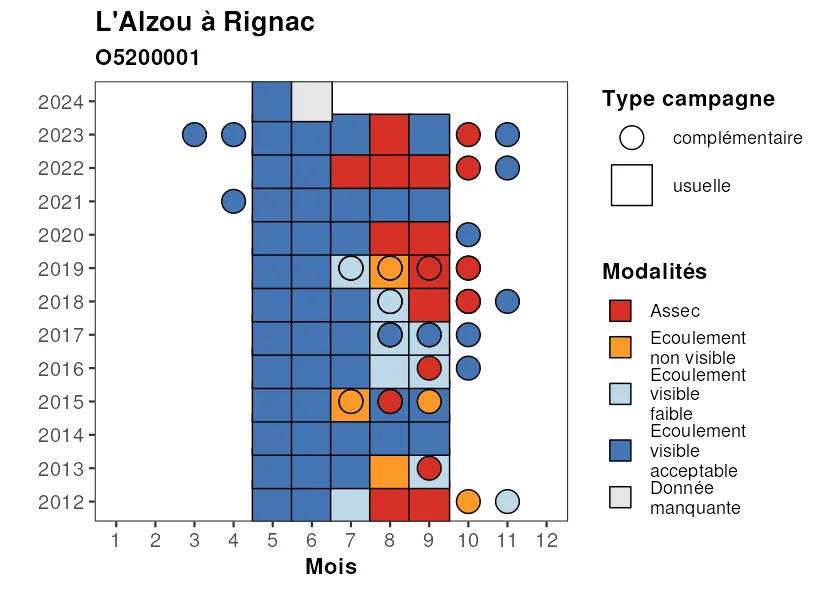 L'Alzou à Rignac
O5200001
2024
2023
2022
2021
2020
2019
2018
2017
2016
2015
2014
2013
2012
1 2 3 4 5 6 7 8 9 10 11 12
Mois
Type campagne
complémentaire
usuelle
Modalités
Assec
Ecoulement
non visible
Ecoulement
visible
faible
Ecoulement
visible
acceptable
Donnée
manquante